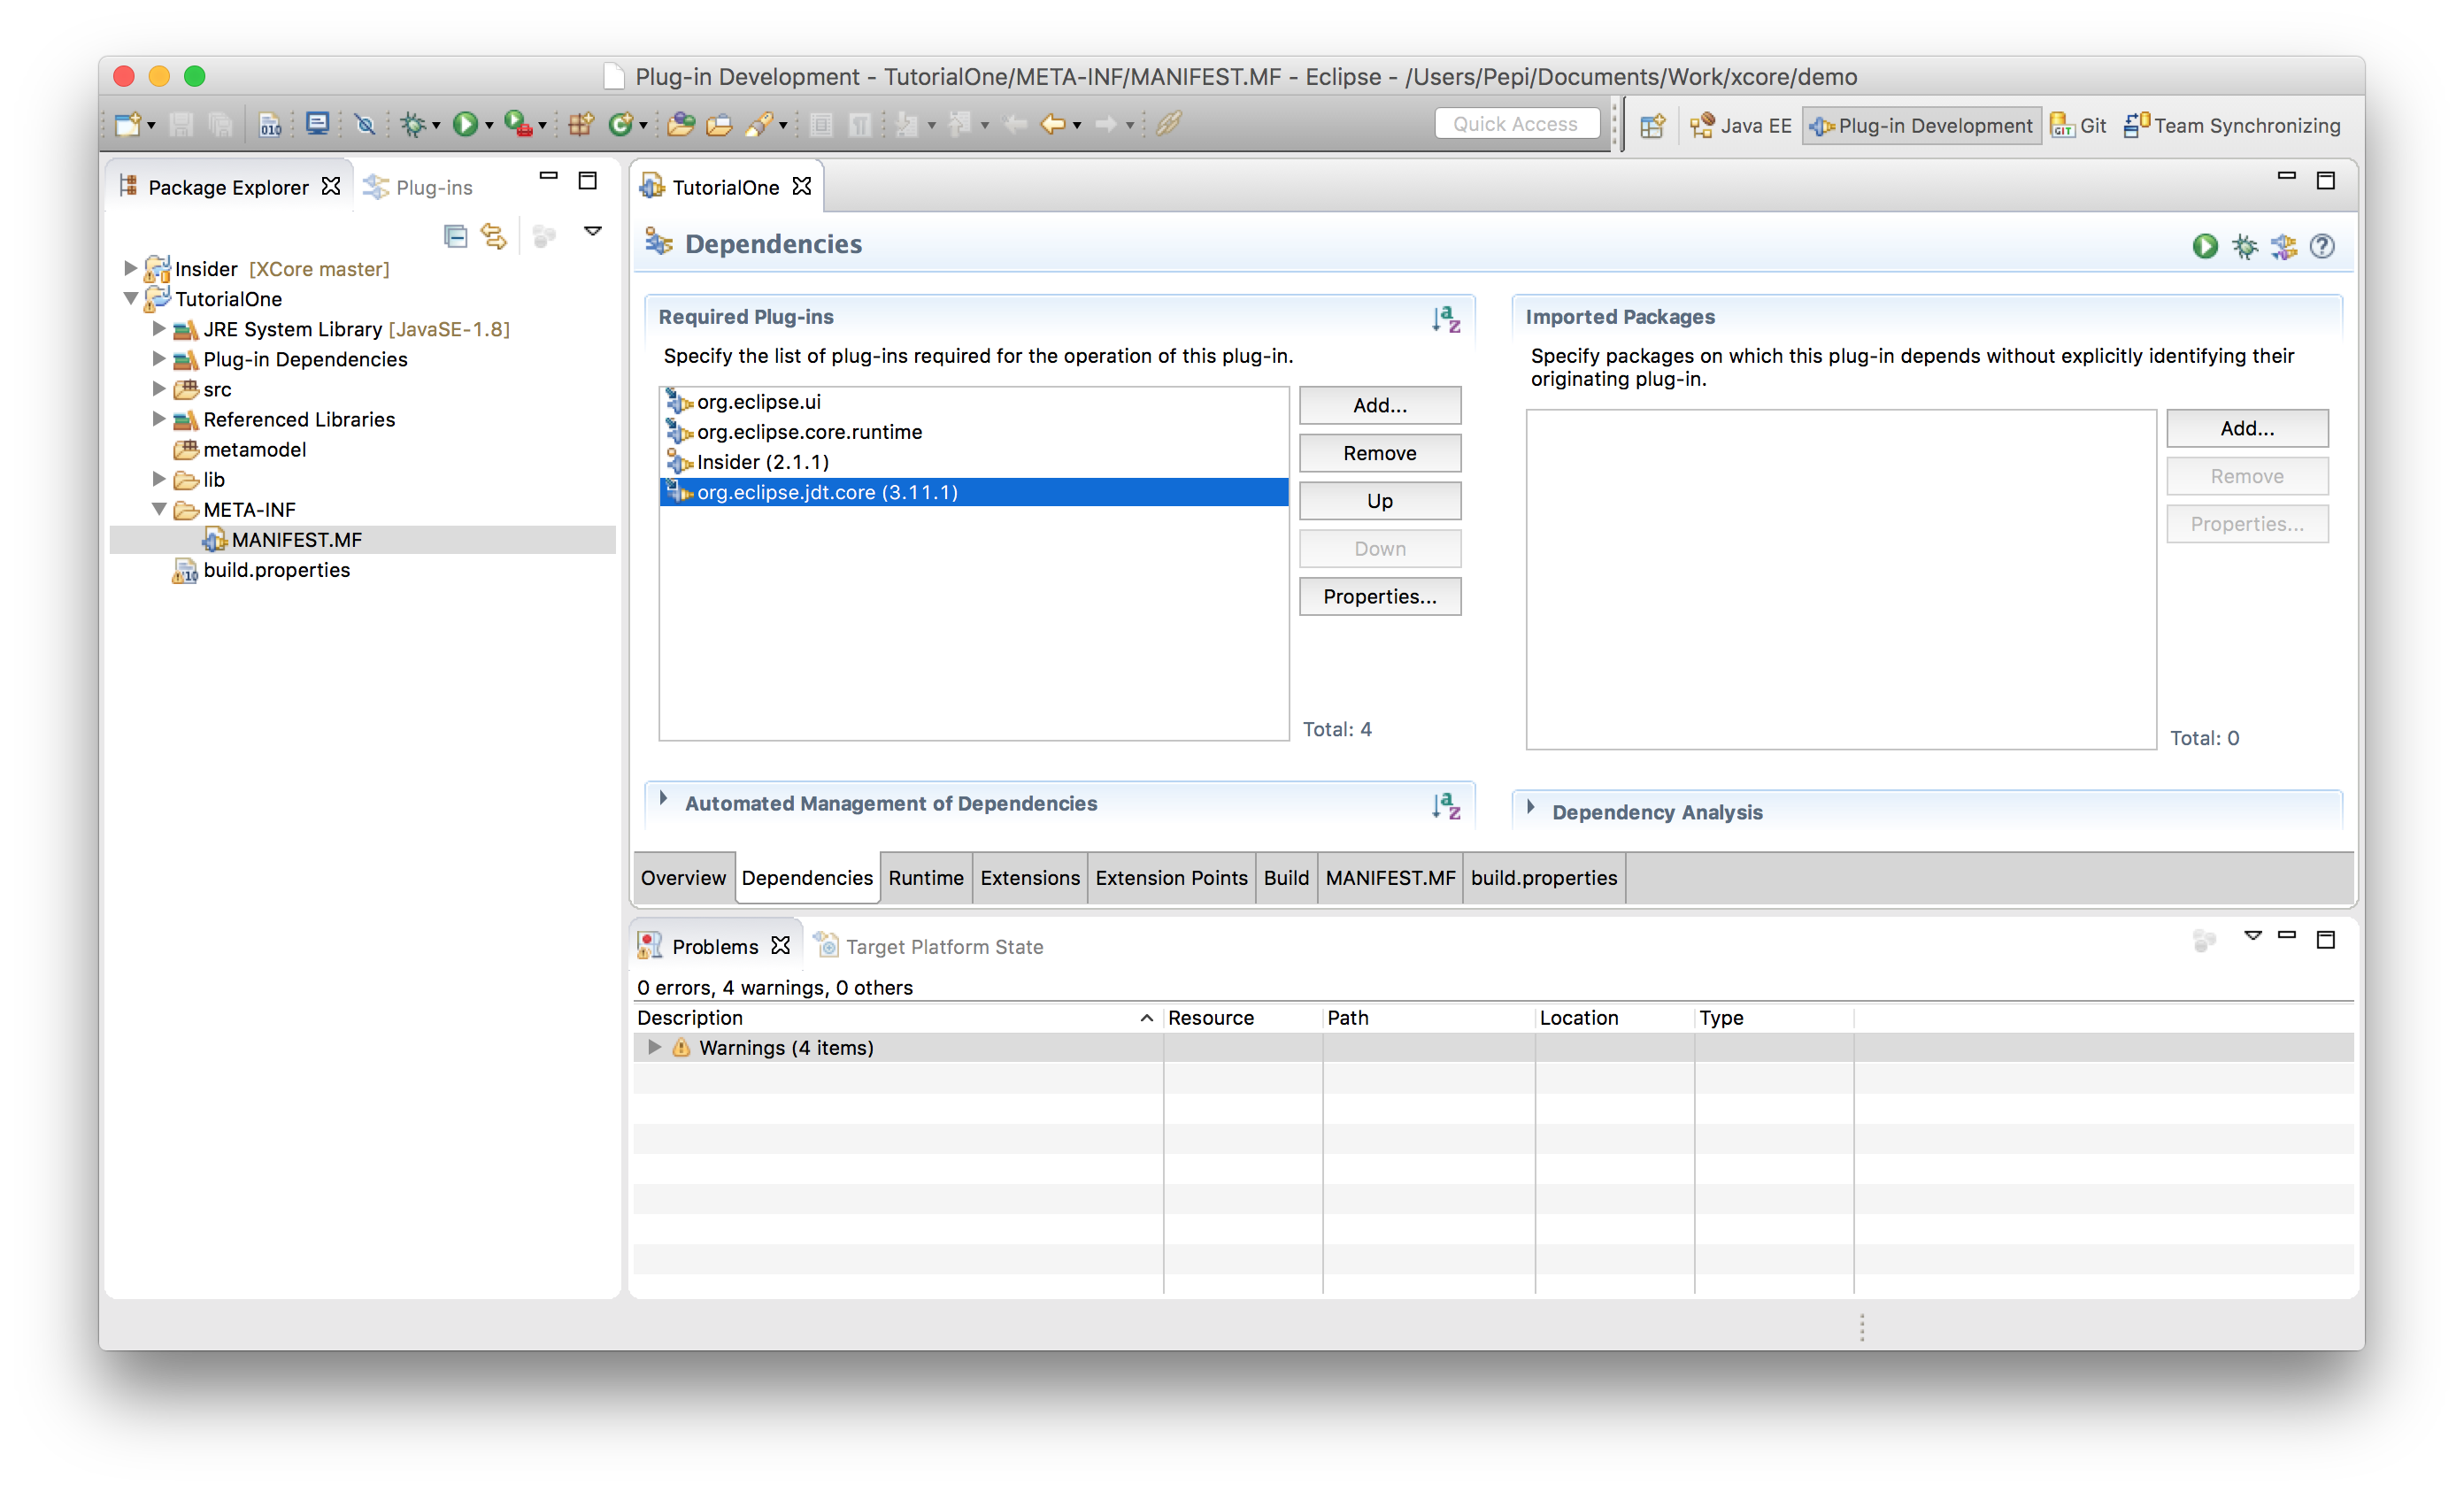 Plug-in Development - TutorialOne/META-INF/MANIFEST.MF - Eclipse - /Users/Pepi/Documents/Work/xcore/demo
010
Quick Access
Java EE
Plug-in Development
GIT Git
Team Synchronizing
Package Explorer
Plug-ins
Insider [XCore master]
TutorialOne
JRE System Library [JavaSE-1.8]
Plug-in Dependencies
src
Referenced Libraries
metamodel
lib
META-INF
MANIFEST.MF
build.properties
TutorialOne
Dependencies
Required Plug-ins
Specify the list of plug-ins required for the operation of this plug-in.
org.eclipse.ui
org.eclipse.core.runtime
Insider (2.1.1)
org.eclipse.jdt.core (3.11.1)
Add...
Remove
Up
Down
Properties...
Total: 4
Imported Packages
Specify packages on which this plug-in depends without explicitly identifying their
originating plug-in.
Add...
Remove
Properties...
Total: 0
Automated Management of Dependencies
Dependency Analysis
Overview
Dependencies
Runtime
Extensions
Extension Points
Build
MANIFEST.MF
build.properties
Problems
Target Platform State
0 errors, 4 warnings, 0 others
Description
Resource
Path
Location
Type
Warnings (4 items)